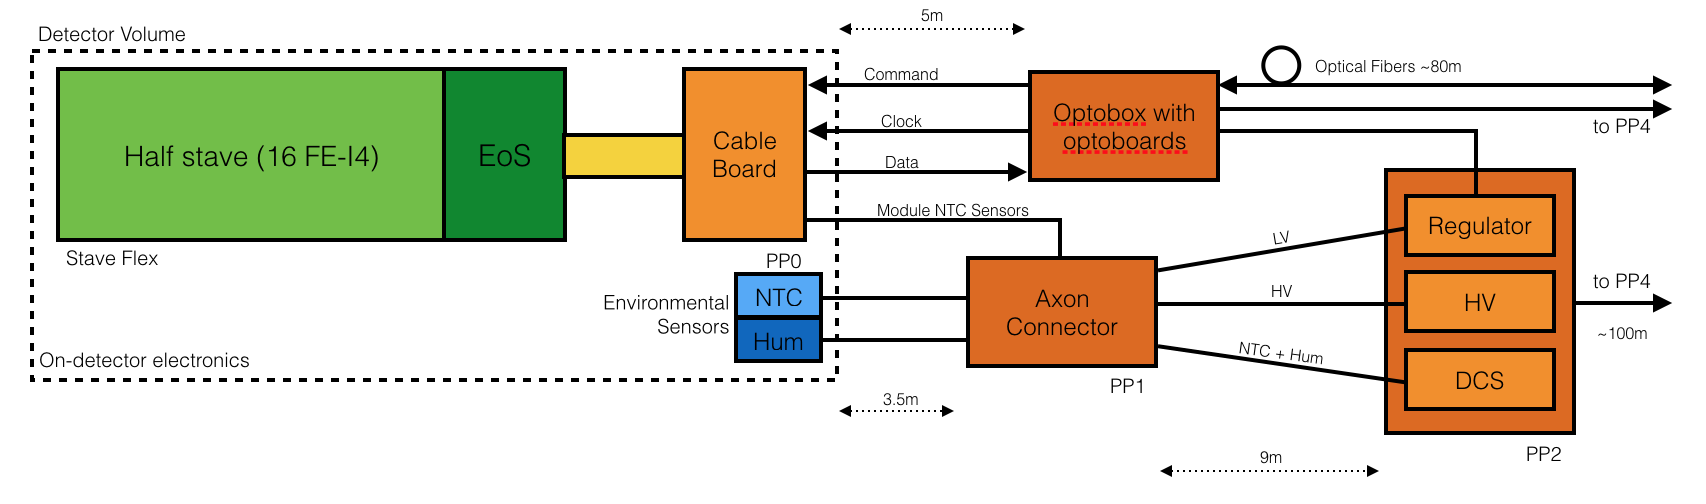 Detector Volume
5m
Command
Optical Fibers ~80m
Half stave (16 FE-I4)
EoS
Cable
Board
Clock
Optobox with
optoboards
to PP4
Data
Module NTC Sensors
Stave Flex
PP0
Regulator
LV
Environmental
Sensors
NTC
Hum
Axon
Connector
HV
HV
to PP4
~100m
NTC + Hum
DCS
On-detector electronics
PP1
3.5m
9m
PP2